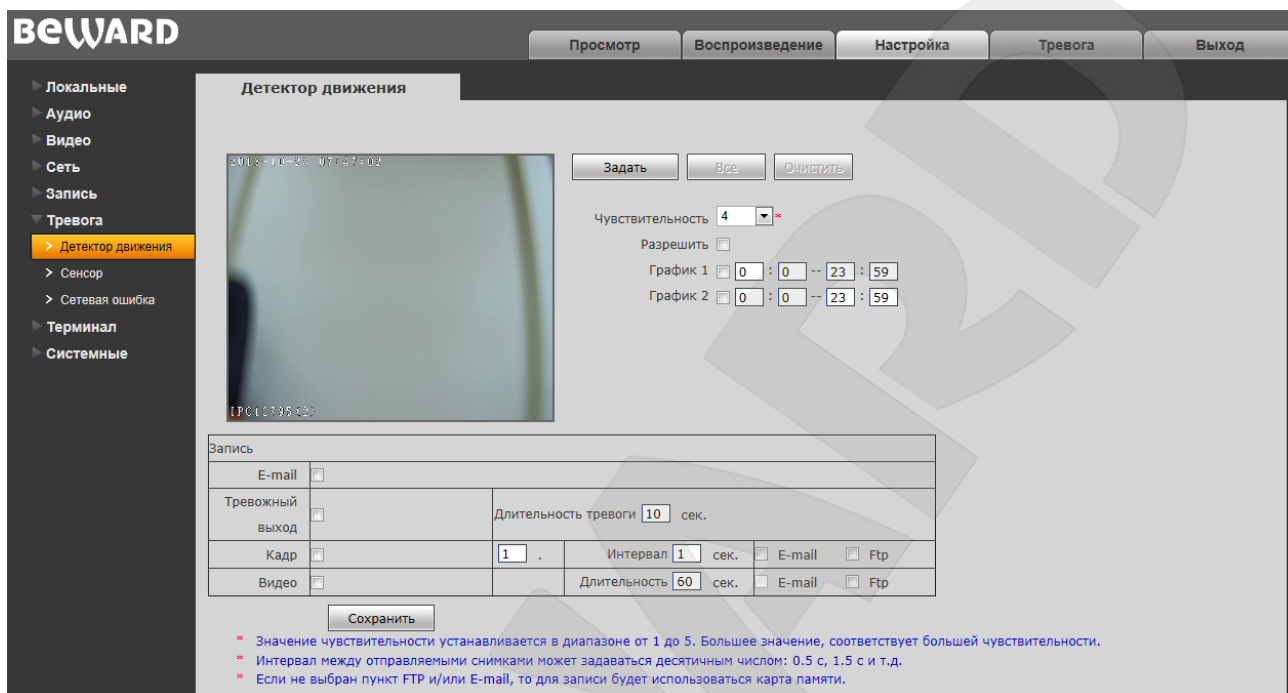 BEWARD
Просмотр Воспроизведение Настройка Тревога Выход
Локальные
Аудио
Видео
Сеть
Запись
Тревога
Детектор движения
Сенсор
Сетевая ошибка
Терминал
Системные
Детектор движения
Задать Все Очистить
Чувствительность 4 *
Разрешить
График 1 0 : 0 -- 23 : 59
График 2 0 : 0 -- 23 : 59
Запись
E-mail
Тревожный выход Длительность тревоги 10 сек.
Кадр 1 . Интервал 1 сек. E-mail Ftp
Видео Длительность 60 сек. E-mail Ftp
Сохранить
* Значение чувствительности устанавливается в диапазоне от 1 до 5. Большее значение, соответствует большей чувствительности.
* Интервал между отправляемыми снимками может задаваться десятичным числом: 0.5 с, 1.5 с и т.д.
* Если не выбран пункт FTP и/или E-mail, то для записи будет использоваться карта памяти.